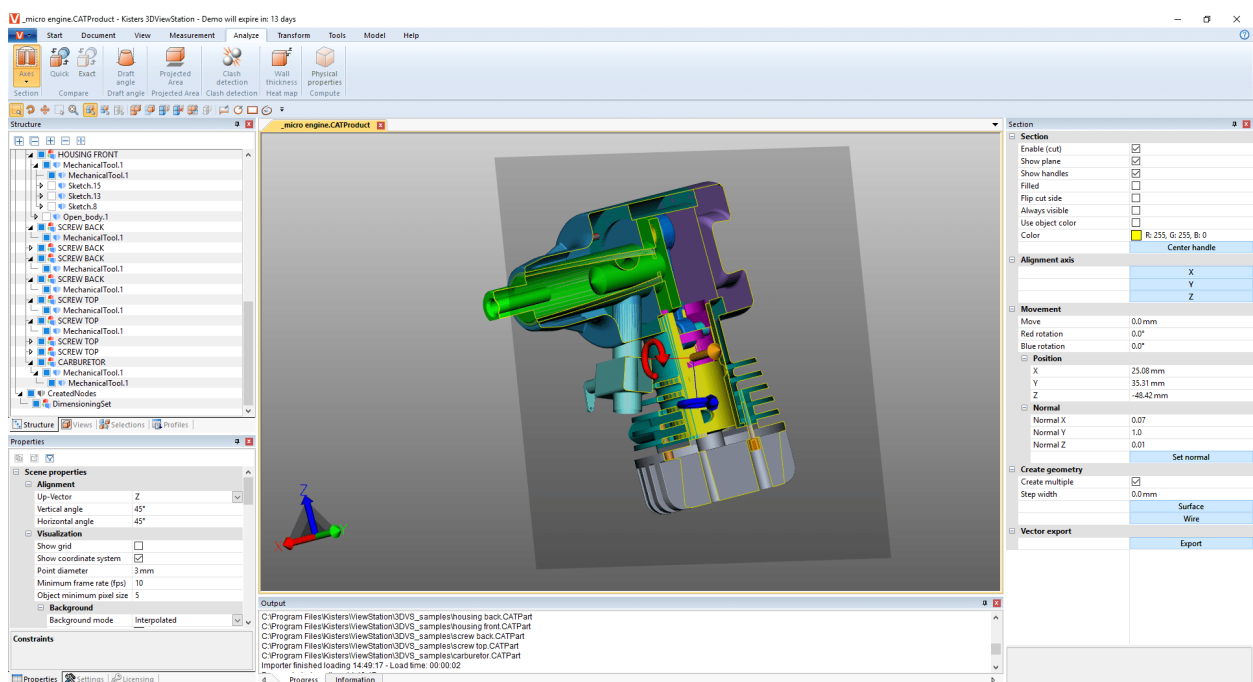 _micro engine.CATProduct - Kisters 3DViewStation - Demo will expire in: 13 days
Start Document View Measurement Analyze Transform Tools Model Help
Axes Quick Exact Draft angle Projected Area Clash detection Wall thickness Physical properties
Section Compare Draft angle Projected Area Clash detection Heat map Compute
Structure
HOUSING FRONT
MechanicalTool.1
MechanicalTool.1
Sketch.15
Sketch.13
Sketch.8
Open_body.1
SCREW BACK
MechanicalTool.1
SCREW BACK
SCREW BACK
MechanicalTool.1
SCREW BACK
MechanicalTool.1
SCREW TOP
MechanicalTool.1
SCREW TOP
MechanicalTool.1
SCREW TOP
SCREW TOP
CARBURETOR
MechanicalTool.1
MechanicalTool.1
CreatedNodes
DimensioningSet
Structure Views Selections Profiles
Properties
Scene properties
Alignment
Up-Vector Z
Vertical angle 45°
Horizontal angle 45°
Visualization
Show grid
Show coordinate system
Point diameter 3 mm
Minimum frame rate (fps) 10
Object minimum pixel size 5
Background
Background mode Interpolated
Constraints
Properties Settings Licensing
_micro engine.CATProduct
Z
X
Output
C:\Program Files\Kisters\ViewStation\3DVS_samples\housing back.CATPart
C:\Program Files\Kisters\ViewStation\3DVS_samples\housing front.CATPart
C:\Program Files\Kisters\ViewStation\3DVS_samples\screw back.CATPart
C:\Program Files\Kisters\ViewStation\3DVS_samples\screw top.CATPart
C:\Program Files\Kisters\ViewStation\3DVS_samples\carburetor.CATPart
Importer finished loading 14:49:17 - Load time: 00:00:02
Progress Information
Section
Section
Enable (cut)
Show plane
Show handles
Filled
Flip cut side
Always visible
Use object color
Color R: 255, G: 255, B: 0
Center handle
Alignment axis
X
Y
Z
Movement
Move 0.0 mm
Red rotation 0.0°
Blue rotation 0.0°
Position
X 25.08 mm
Y 35.31 mm
Z -48.42 mm
Normal
Normal X 0.07
Normal Y 1.0
Normal Z 0.01
Set normal
Create geometry
Create multiple
Step width 0.0 mm
Surface
Wire
Vector export
Export